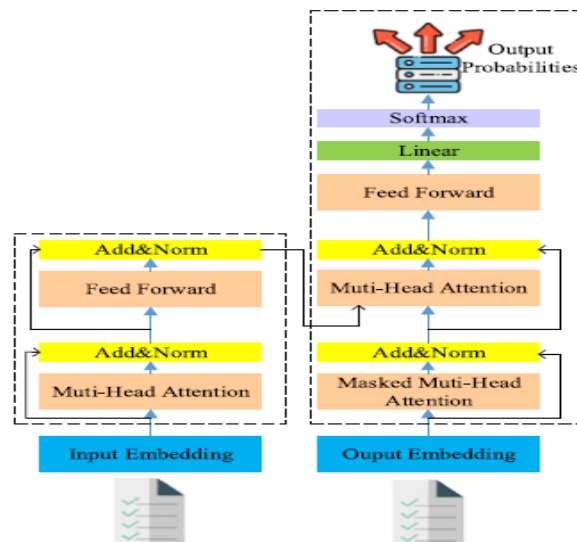 Output
Probabilities
Softmax
Linear
Feed Forward
Add&Norm
Muti-Head Attention
Add&Norm
Masked Muti-Head
Attention
Ouput Embedding
Add&Norm
Feed Forward
Add&Norm
Muti-Head Attention
Input Embedding